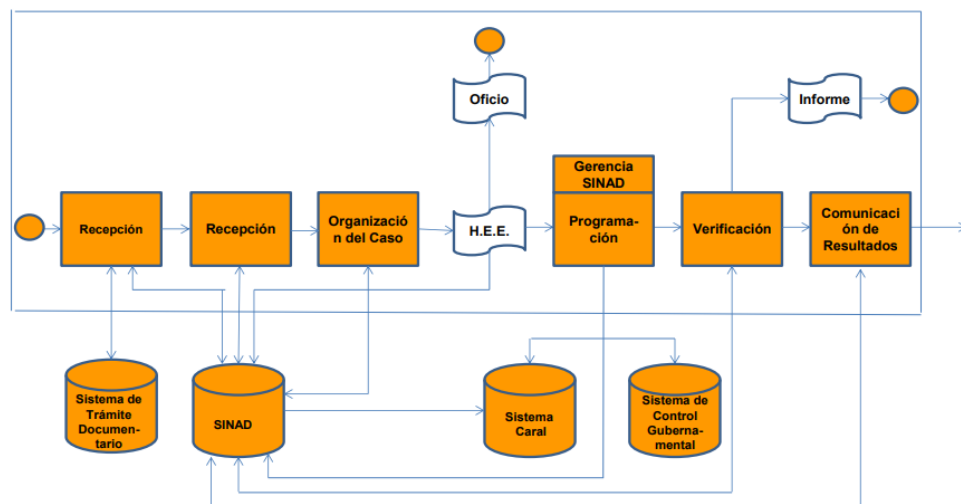 Oficio
Informe
Gerencia
SINAD
Recepción
Recepción
Organizació
n del Caso
H.E.E.
Programa-
ción
Verificación
Comunicaci
ón de
Resultados
Sistema de
Trámite
Documen-
tario
SINAD
Sistema
Caral
Sistema de
Control
Guberna-
mental